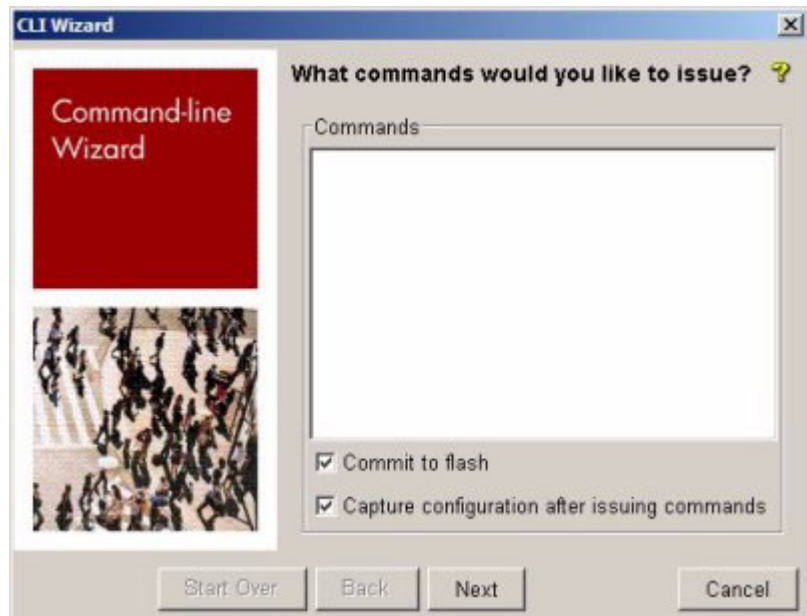 CLI Wizard
Command-line
Wizard
What commands would you like to issue?
Commands
Commit to flash
Capture configuration after issuing commands
Start Over
Back
Next
Cancel